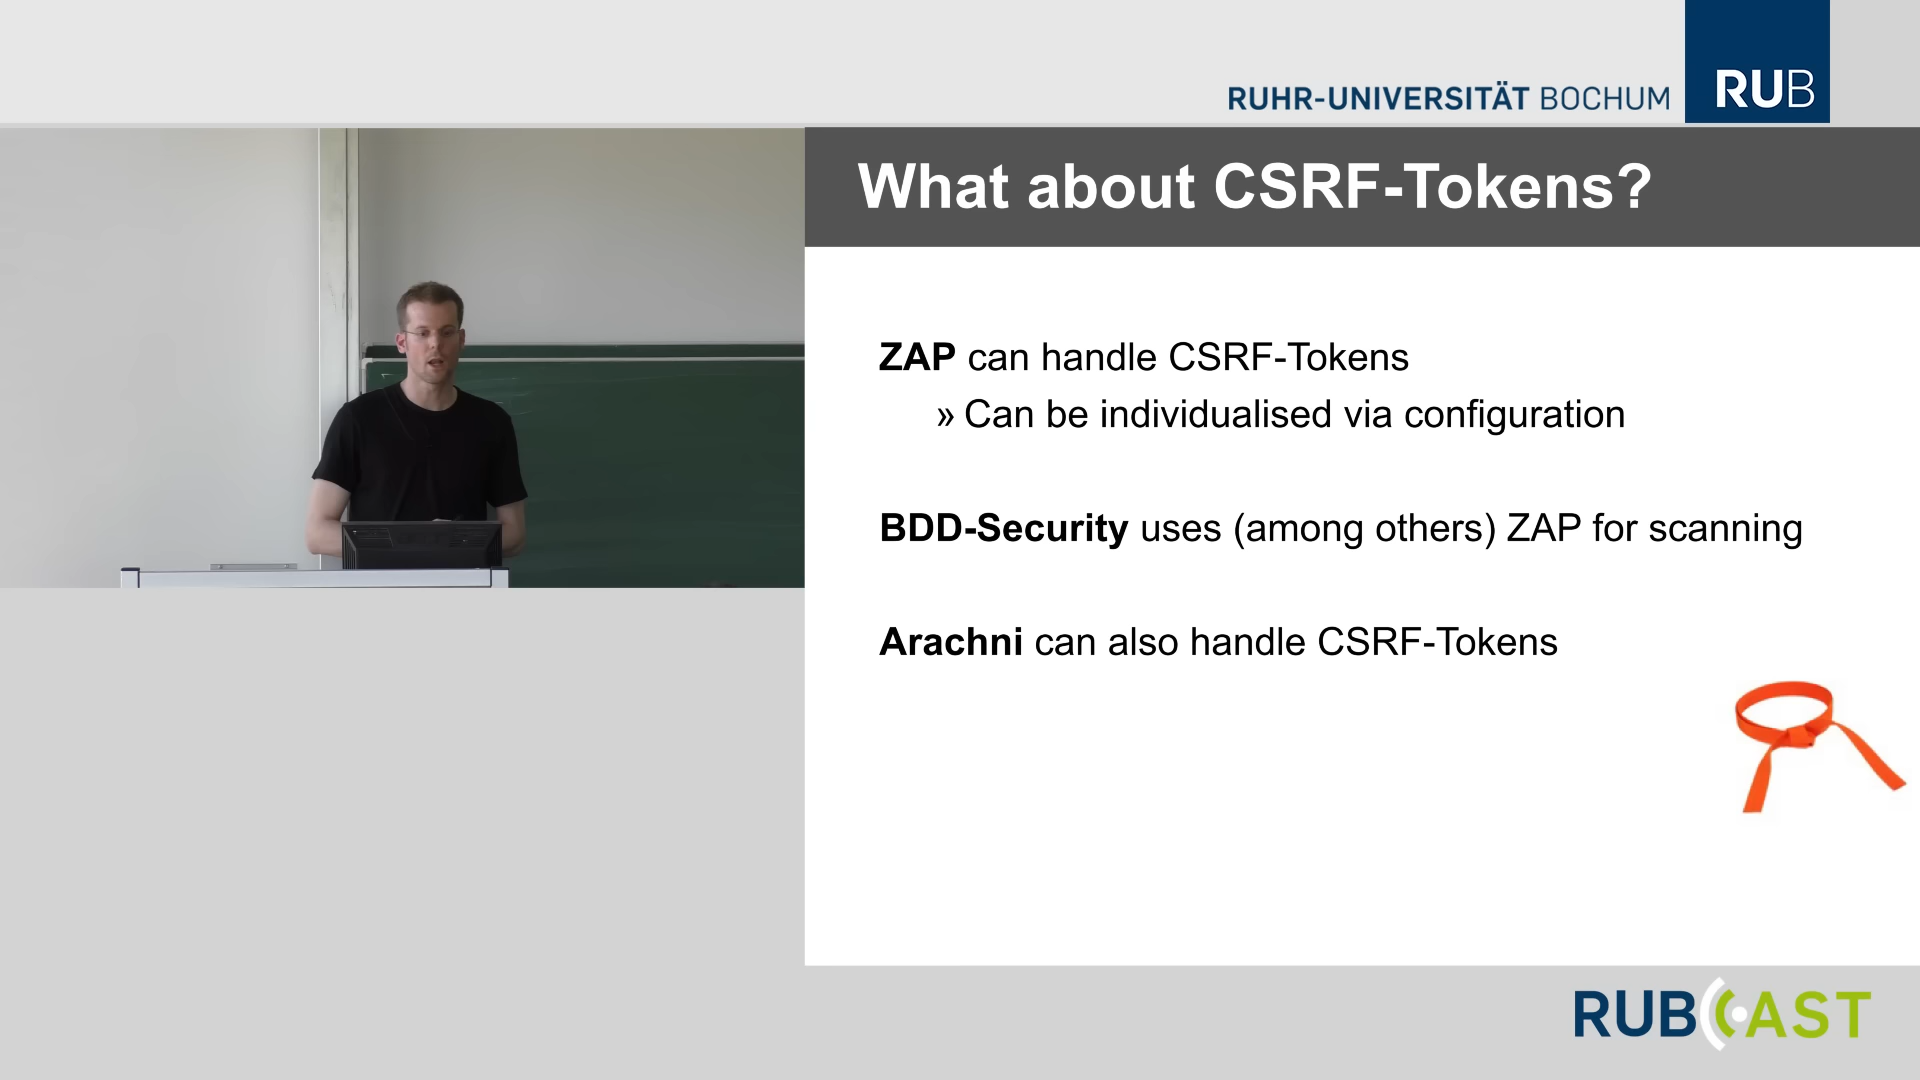 RUHR-UNIVERSITÄT BOCHUM
RUB
What about CSRF-Tokens?
ZAP can handle CSRF-Tokens
» Can be individualised via configuration
BDD-Security uses (among others) ZAP for scanning
Arachni can also handle CSRF-Tokens
RUBCAST